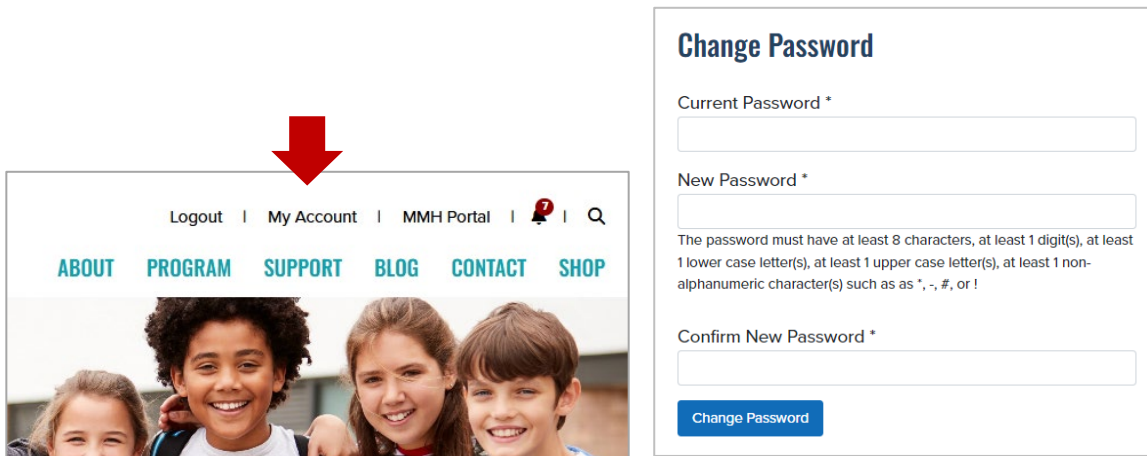 Logout | My Account | MMH Portal | 7 |
ABOUT PROGRAM SUPPORT BLOG CONTACT SHOP
Change Password
Current Password *
New Password *
The password must have at least 8 characters, at least 1 digit(s), at least
1 lower case letter(s), at least 1 upper case letter(s), at least 1 non-
alphanumeric character(s) such as as *, -, #, or !
Confirm New Password *
Change Password